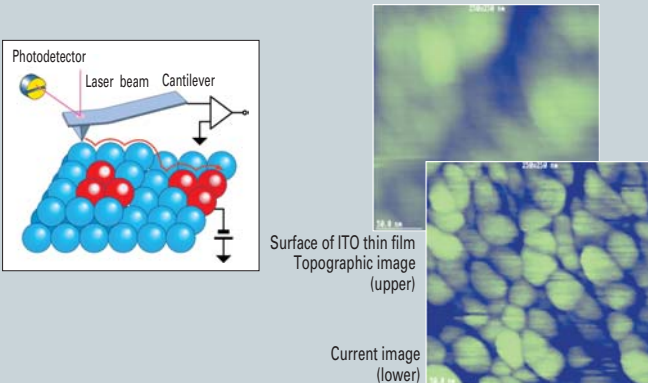 Photodetector
Laser beam
Cantilever
Surface of ITO thin film
Topographic image
(upper)
Current image
(lower)